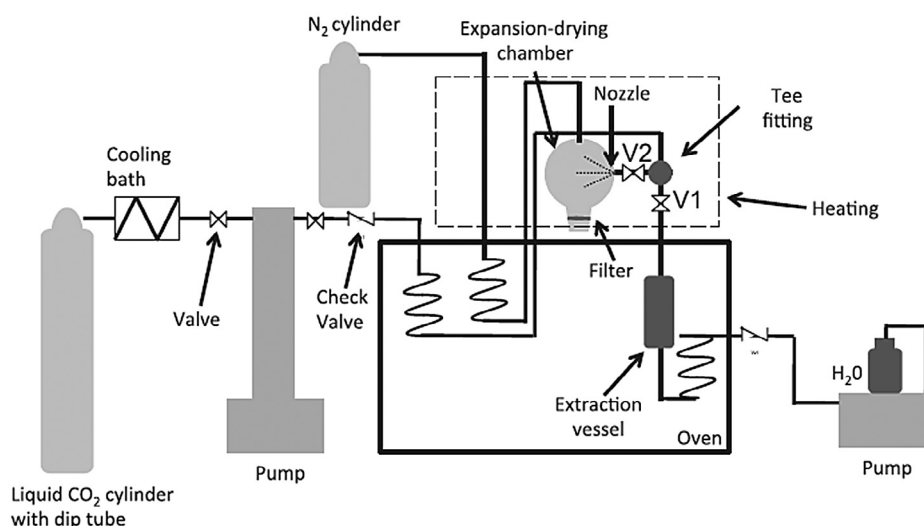 N₂ cylinder
Expansion-drying
chamber
Nozzle
Tee
fitting
V2
V1
Cooling
bath
Heating
Valve
Check
Valve
Filter
Extraction
vessel
Oven
H₂0
Pump
Pump
Liquid CO₂ cylinder
with dip tube